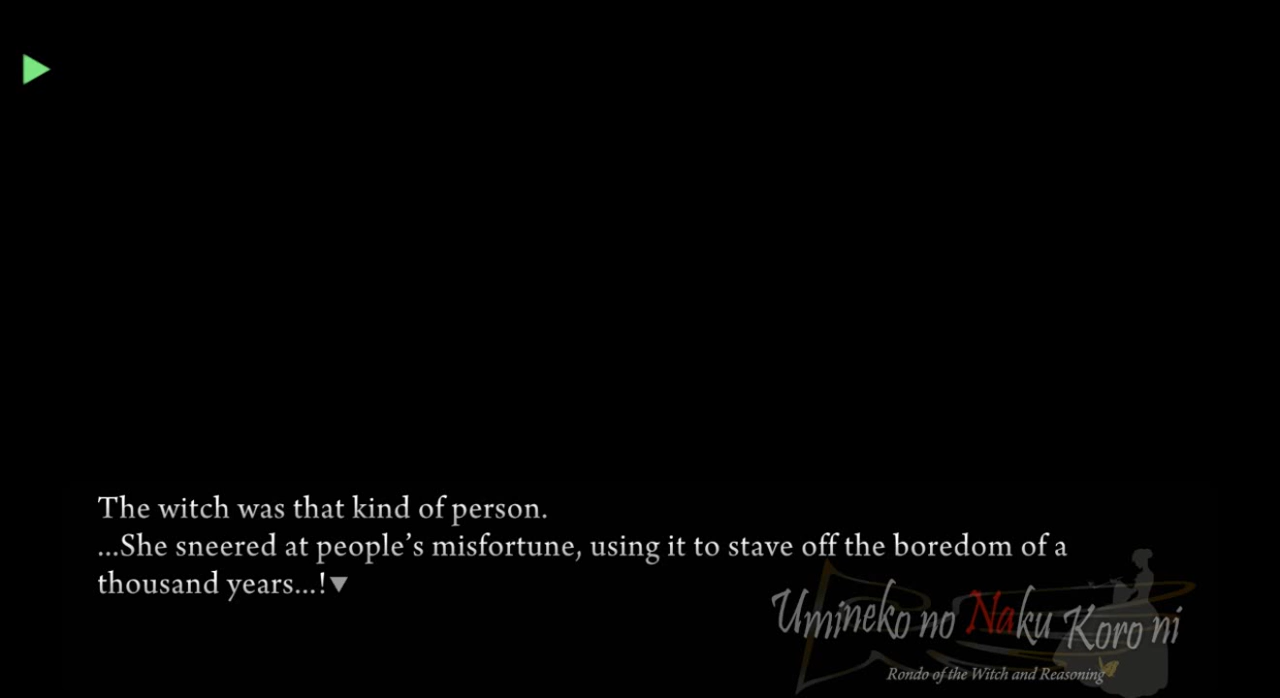 The witch was that kind of person.
...She sneered at people's misfortune, using it to stave off the boredom of a
thousand years...!
Umineko no Naku Koro ni
Rondo of the Witch and Reasoning